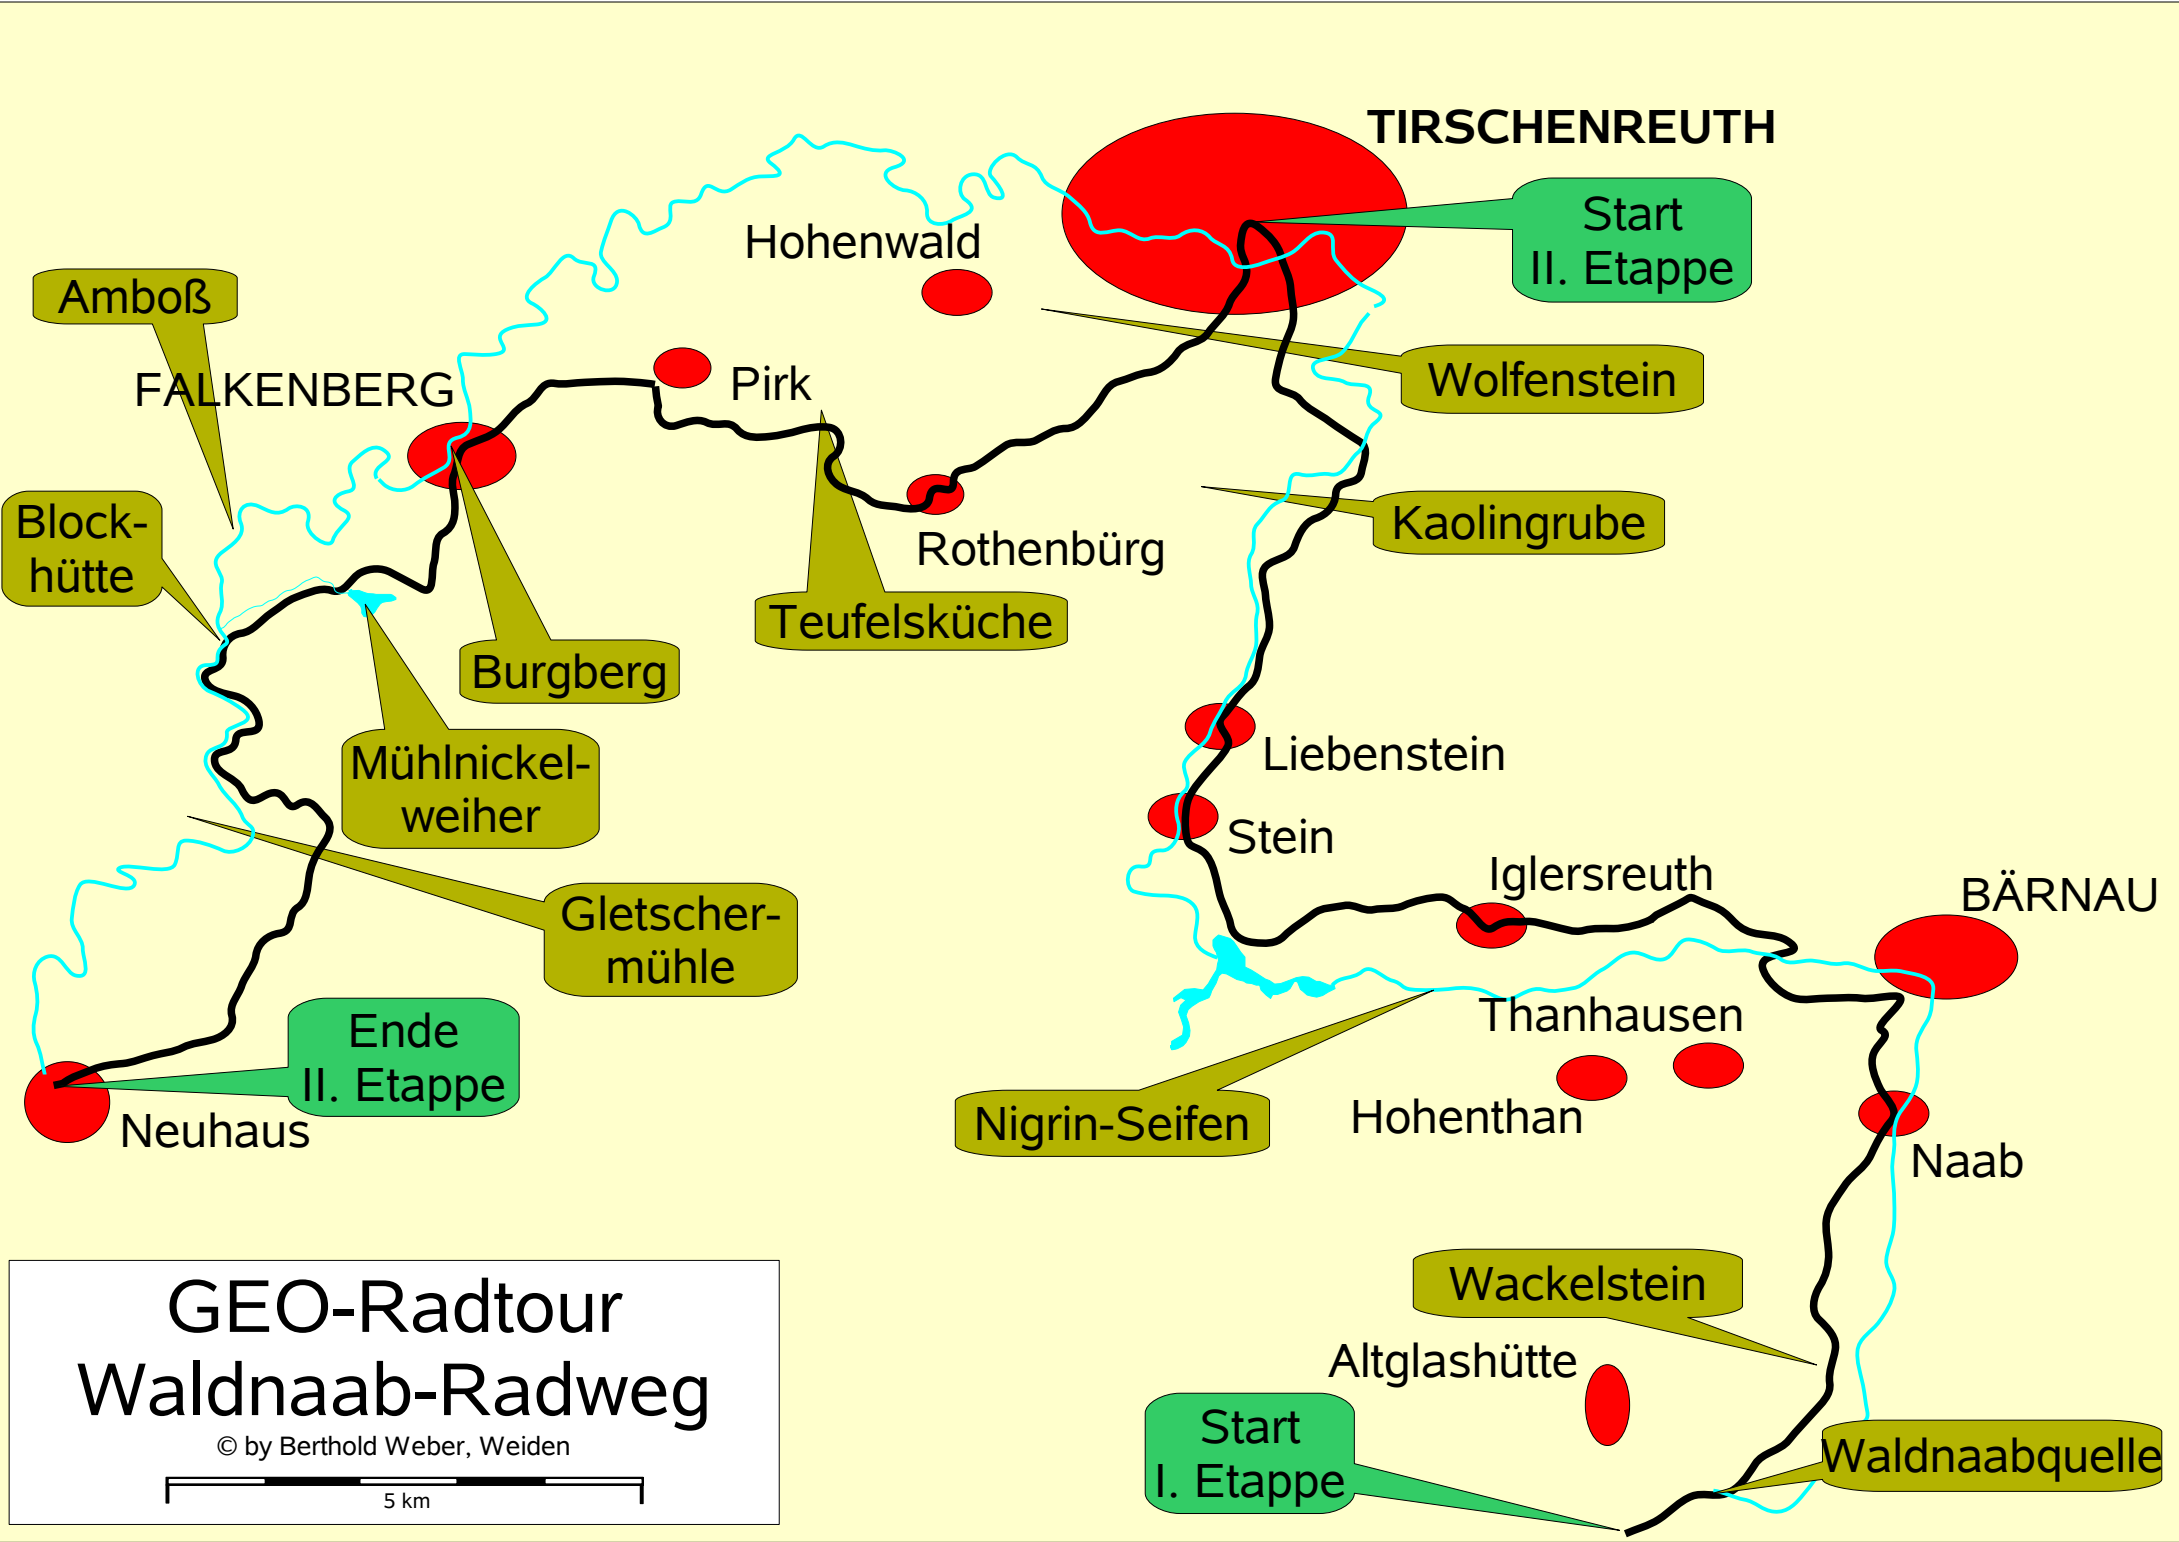 TIRSCHENREUTH
Start
II. Etappe
Hohenwald
Amboß
Wolfenstein
FALKENBERG
Pirk
Block-
hütte
Kaolingrube
Rothenbürg
Teufelsküche
Burgberg
Mühlnickel-
weiher
Liebenstein
Stein
Iglersreuth
BÄRNAU
Gletscher-
mühle
Thanhausen
Ende
II. Etappe
Nigrin-Seifen
Hohenthan
Neuhaus
Naab
Wackelstein
Altglashütte
Start
I. Etappe
Waldnaabquelle
GEO-Radtour
Waldnaab-Radweg
© by Berthold Weber, Weiden
5 km